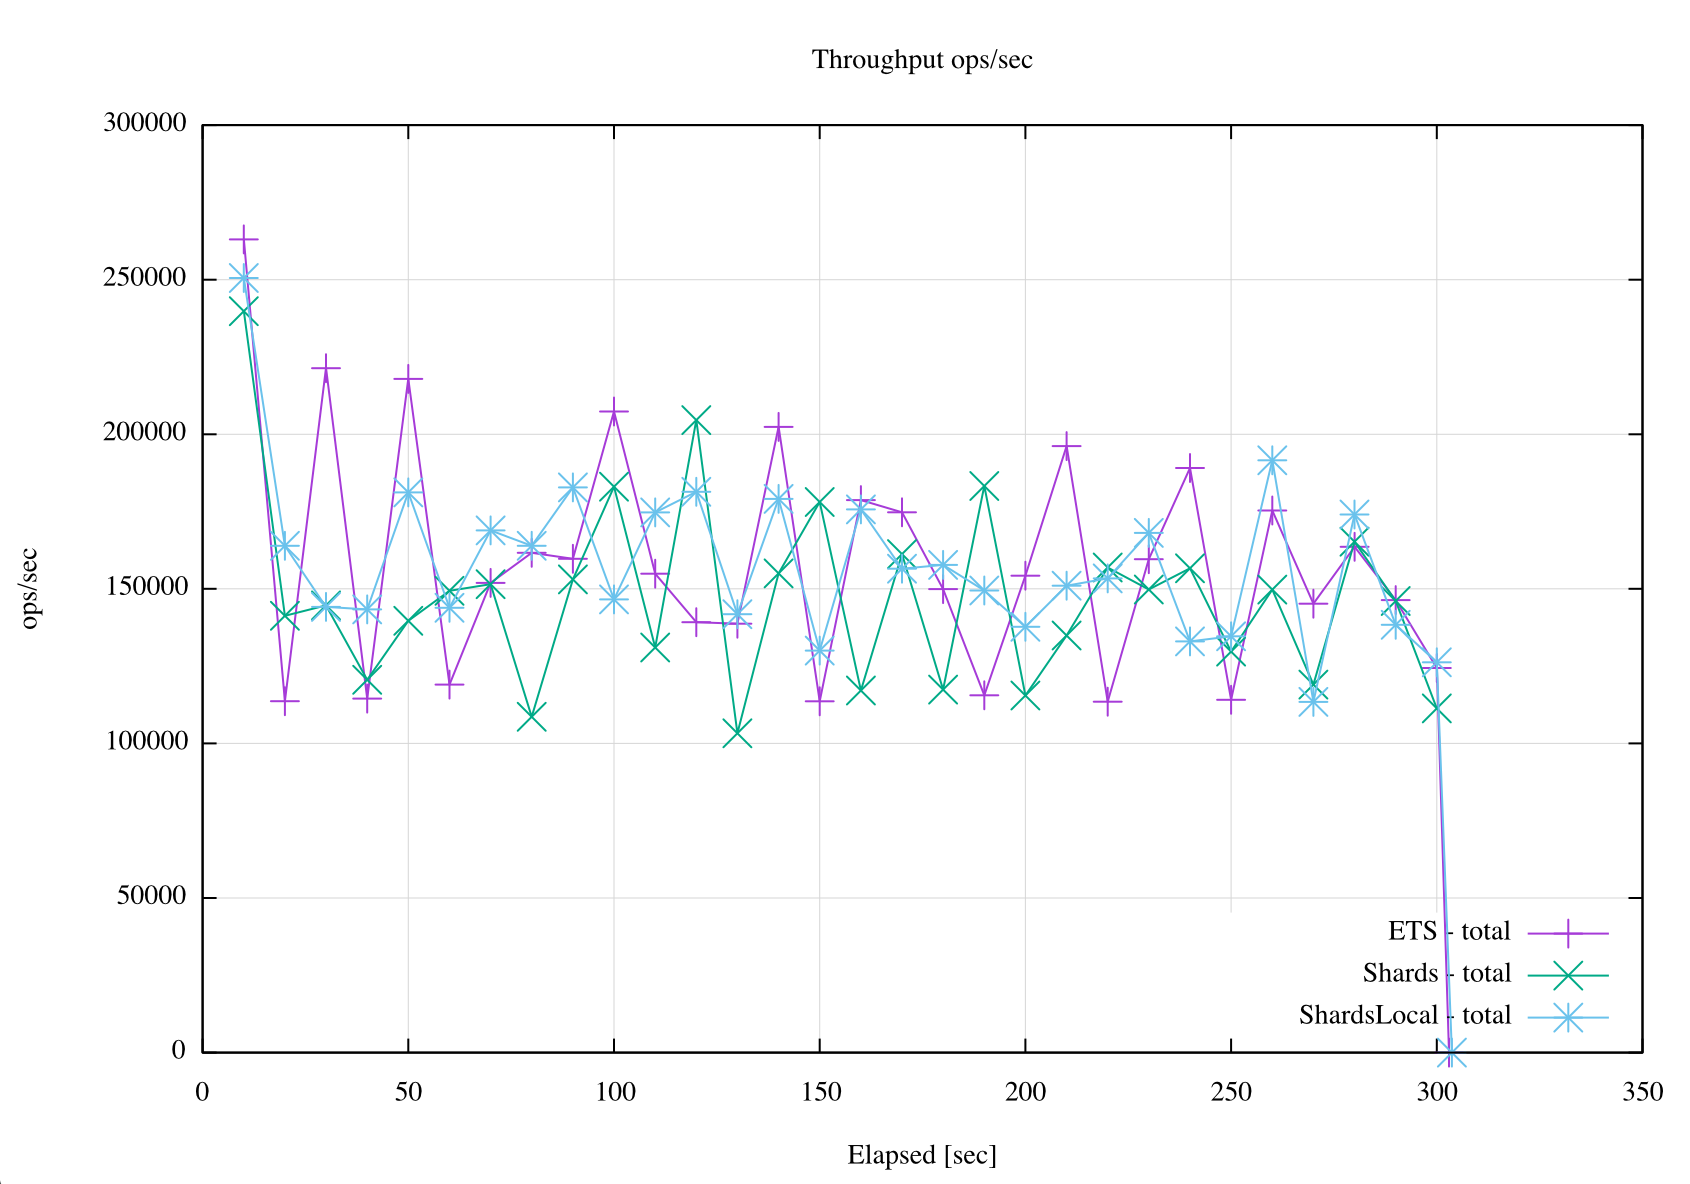 Throughput ops/sec
300000
250000
200000
150000
100000
50000
0
ops/sec
0 50 100 150 200 250 300 350
Elapsed [sec]
ETS - total
Shards - total
ShardsLocal - total